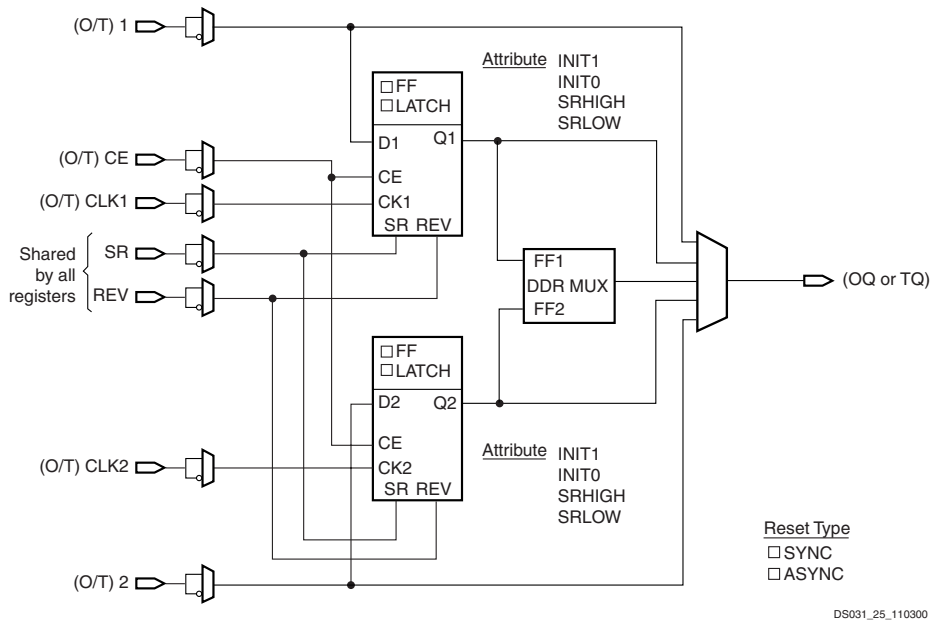 (O/T) 1
Attribute INIT1
INIT0
SRHIGH
SRLOW
FF
LATCH
D1
Q1
(O/T) CE
CE
(O/T) CLK1
CK1
SR REV
Shared
by all
registers
SR
REV
FF1
DDR MUX
FF2
(OQ or TQ)
FF
LATCH
D2
Q2
CE
(O/T) CLK2
CK2
SR REV
Attribute INIT1
INIT0
SRHIGH
SRLOW
Reset Type
SYNC
ASYNC
(O/T) 2
DS031_25_110300